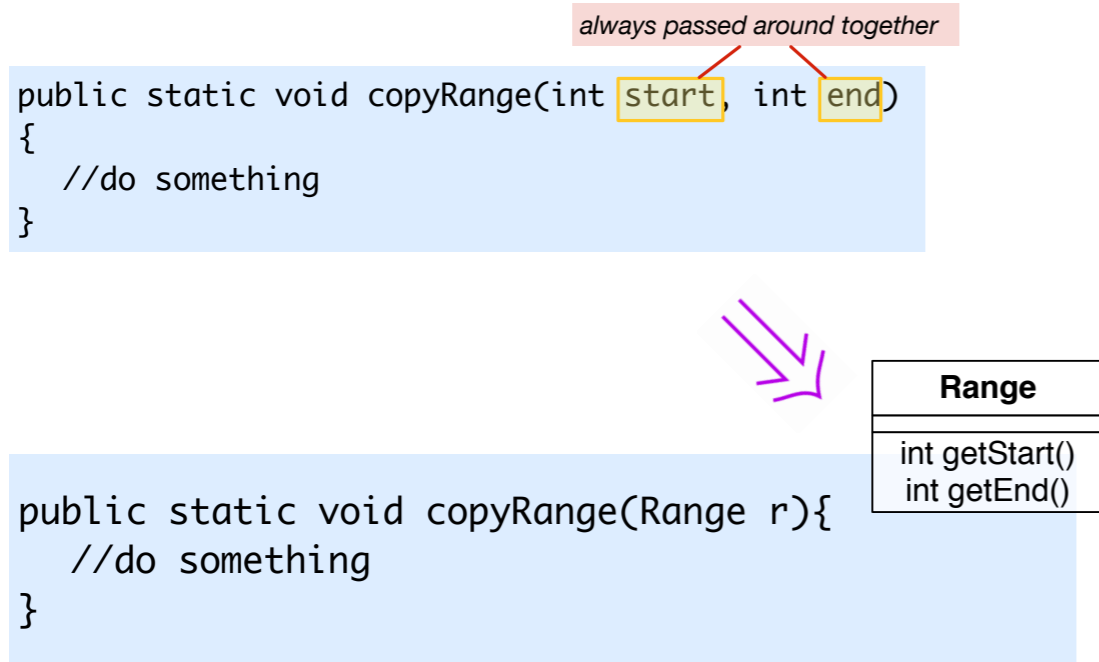 always passed around together
public static void copyRange(int start, int end)
{
//do something
}
Range
int getStart()
int getEnd()
public static void copyRange(Range r){
//do something
}